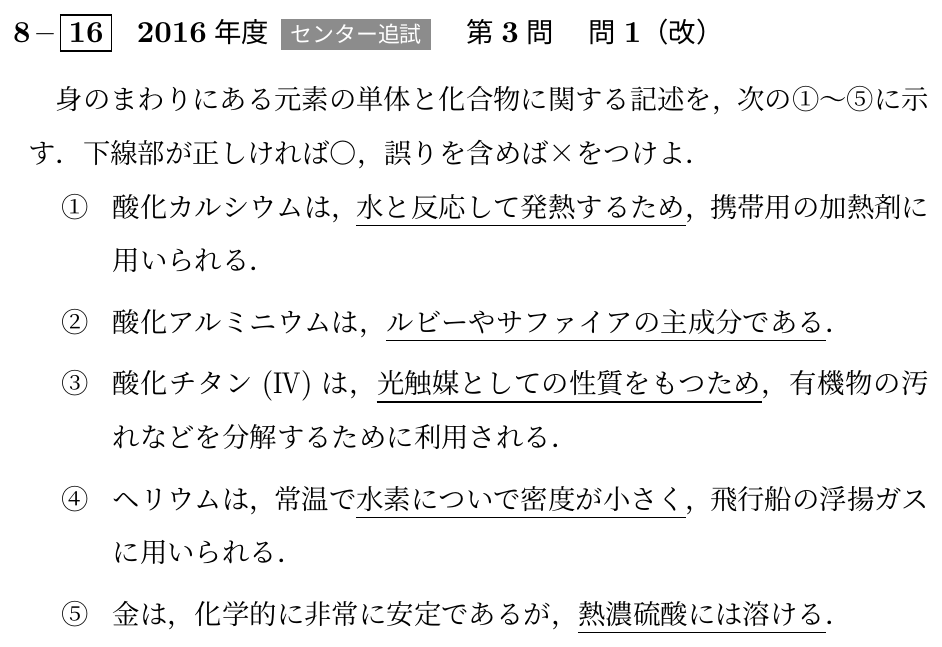 8－16 2016 年度 センター追試 第 3 問 問 1（改）
身のまわりにある元素の単体と化合物に関する記述を，次の①～⑤に示
す．下線部が正しければ○，誤りを含めば×をつけよ．
① 酸化カルシウムは，水と反応して発熱するため，携帯用の加熱剤に
用いられる．
② 酸化アルミニウムは，ルビーやサファイアの主成分である．
③ 酸化チタン (IV) は，光触媒としての性質をもつため，有機物の汚
れなどを分解するために利用される．
④ ヘリウムは，常温で水素についで密度が小さく，飛行船の浮揚ガス
に用いられる．
⑤ 金は，化学的に非常に安定であるが，熱濃硫酸には溶ける．